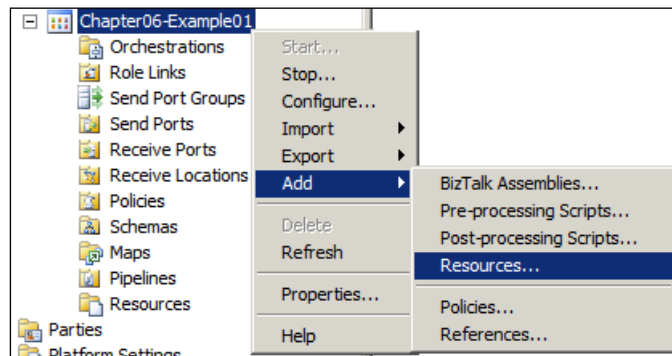 Chapter06-Example01
Orchestrations
Role Links
Send Port Groups
Send Ports
Receive Ports
Receive Locations
Policies
Schemas
Maps
Pipelines
Resources
Parties
Platform Settings
Start...
Stop...
Configure...
Import
Export
Add
Delete
Refresh
Properties...
Help
BizTalk Assemblies...
Pre-processing Scripts...
Post-processing Scripts...
Resources...
Policies...
References...